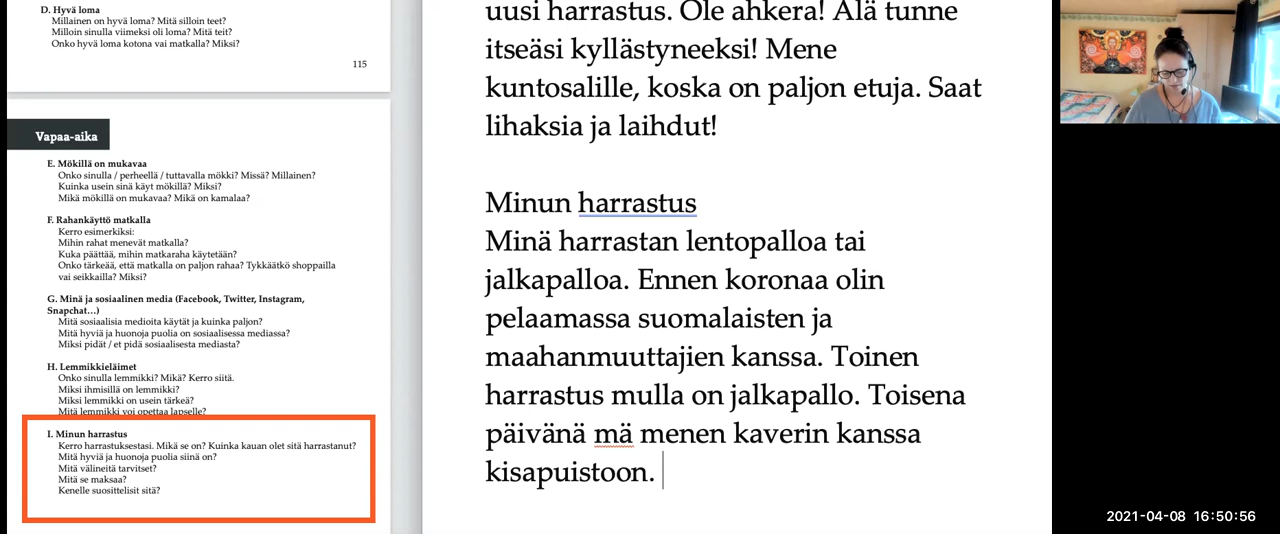 D. Hyvä loma
Millainen on hyvä loma? Mitä silloin teet?
Milloin sinulla viimeksi oli loma? Mitä teit?
Onko hyvä loma kotona vai matkalla? Miksi?
115
Vapaa-aika
E. Mökillä on mukavaa
Onko sinulla / perheellä / tuttavalla mökki? Missä? Millainen?
Kuinka usein sinä käyt mökillä? Miksi?
Mikä mökillä on mukavaa? Mikä on kamalaa?
F. Rahankäyttö matkalla
Kerro esimerkiksi:
Mihin rahat menevät matkalla?
Kuka päättää, mihin matkaraha käytetään?
Onko tärkeää, että matkalla on paljon rahaa? Tykkäätkö shoppailla
vai seikkailla? Miksi?
G. Minä ja sosiaalinen media (Facebook, Twitter, Instagram,
Snapchat...)
Mitä sosiaalisia medioita käytät ja kuinka paljon?
Mitä hyviä ja huonoja puolia on sosiaalisessa mediassa?
Miksi pidät / et pidä sosiaalisesta mediasta?
H. Lemmikkieläimet
Onko sinulla lemmikki? Mikä? Kerro siitä.
Miksi ihmisillä on lemmikki?
Miksi lemmikki on usein tärkeä?
Mitä lemmikki voi opettaa lapselle?
I. Minun harrastus
Kerro harrastuksestasi. Mikä se on? Kuinka kauan olet sitä harrastanut?
Mitä hyviä ja huonoja puolia siinä on?
Mitä välineitä tarvitset?
Mitä se maksaa?
Kenelle suosittelisit sitä?
uusi harrastus. Ole ahkera! Älä tunne
itseäsi kyllästyneeksi! Mene
kuntosalille, koska on paljon etuja. Saat
lihaksia ja laihdut!
Minun harrastus
Minä harrastan lentopalloa tai
jalkapalloa. Ennen koronaa olin
pelaamassa suomalaisten ja
maahanmuuttajien kanssa. Toinen
harrastus mulla on jalkapallo. Toisena
päivänä mä menen kaverin kanssa
kisapuistoon.
2021-04-08 16:50:56